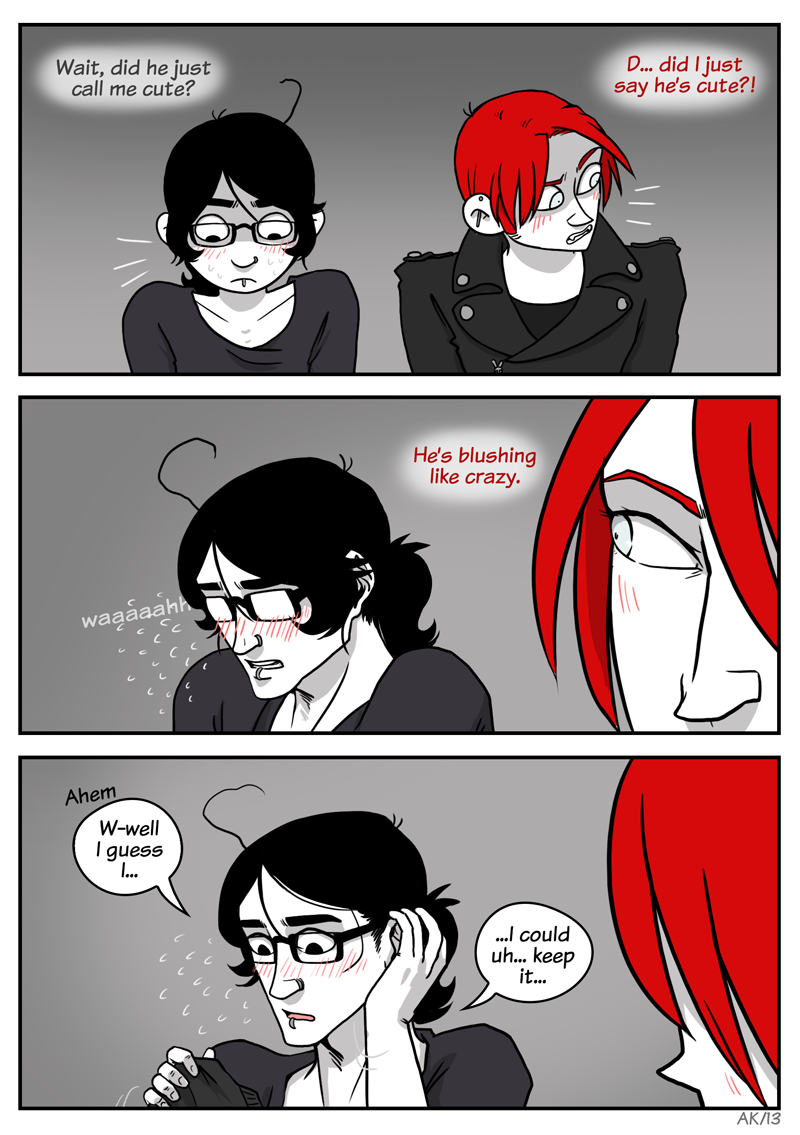 Wait, did he just
call me cute?
D... did I just
say he's cute?!
He's blushing
like crazy.
waaaaahh
Ahem
W-well
I guess
I...
...I could
uh... keep
it...
AK/13